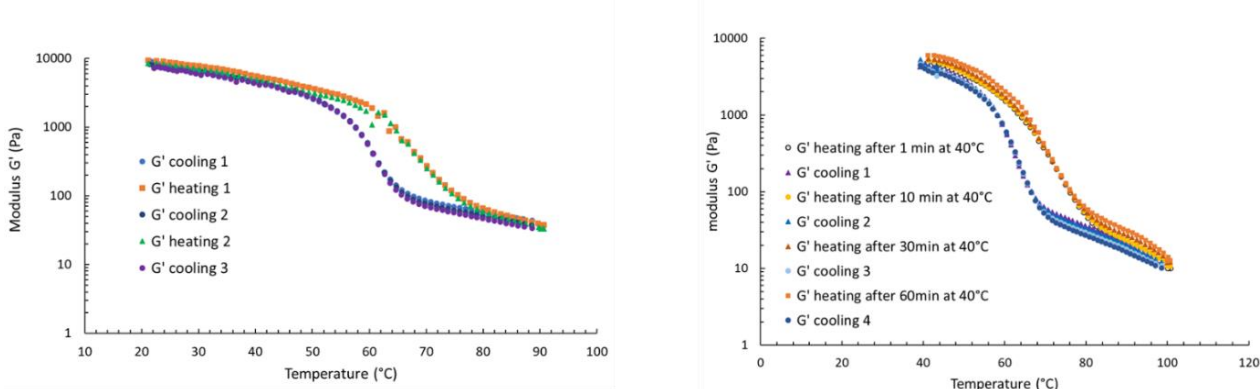 10000
1000
100
10
1
Modulus G' (Pa)
G' cooling 1
G' heating 1
G' cooling 2
G' heating 2
G' cooling 3
10 20 30 40 50 60 70 80 90 100
Temperature (°C)
10000
1000
100
10
1
modulus G' (Pa)
G' heating after 1 min at 40°C
G' cooling 1
G' heating after 10 min at 40°C
G' cooling 2
G' heating after 30min at 40°C
G' cooling 3
G' heating after 60min at 40°C
G' cooling 4
0 20 40 60 80 100 120
Temperature (°C)